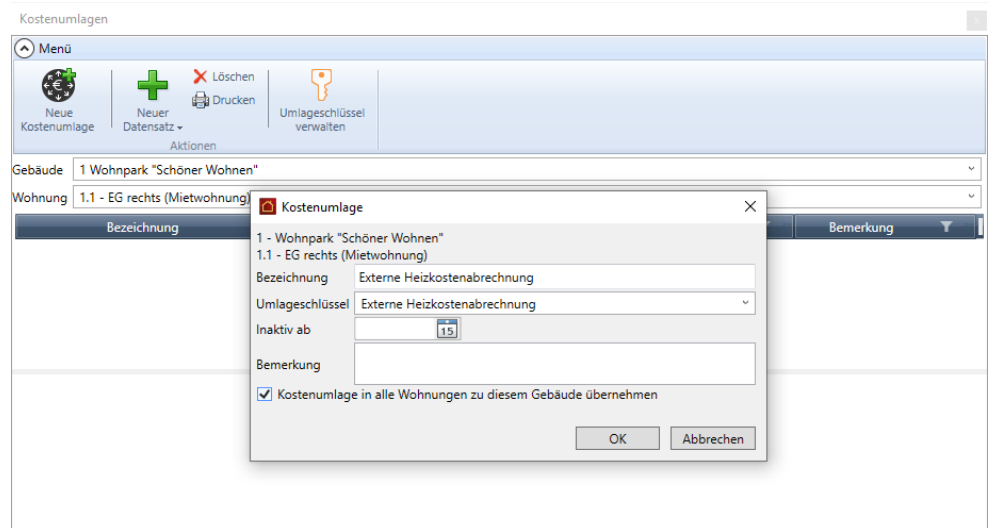 Kostenumlagen
x
Menü
Neue
Kostenumlage
Neuer
Datensatz
Löschen
Drucken
Umlageschlüssel
verwalten
Aktionen
Gebäude 1 Wohnpark "Schöner Wohnen"
Wohnung 1.1 - EG rechts (Mietwohnung)
Bezeichnung
Bemerkung
Kostenumlage
1 - Wohnpark "Schöner Wohnen"
1.1 - EG rechts (Mietwohnung)
Bezeichnung Externe Heizkostenabrechnung
Umlageschlüssel Externe Heizkostenabrechnung
Inaktiv ab 15
Bemerkung
Kostenumlage in alle Wohnungen zu diesem Gebäude übernehmen
OK Abbrechen